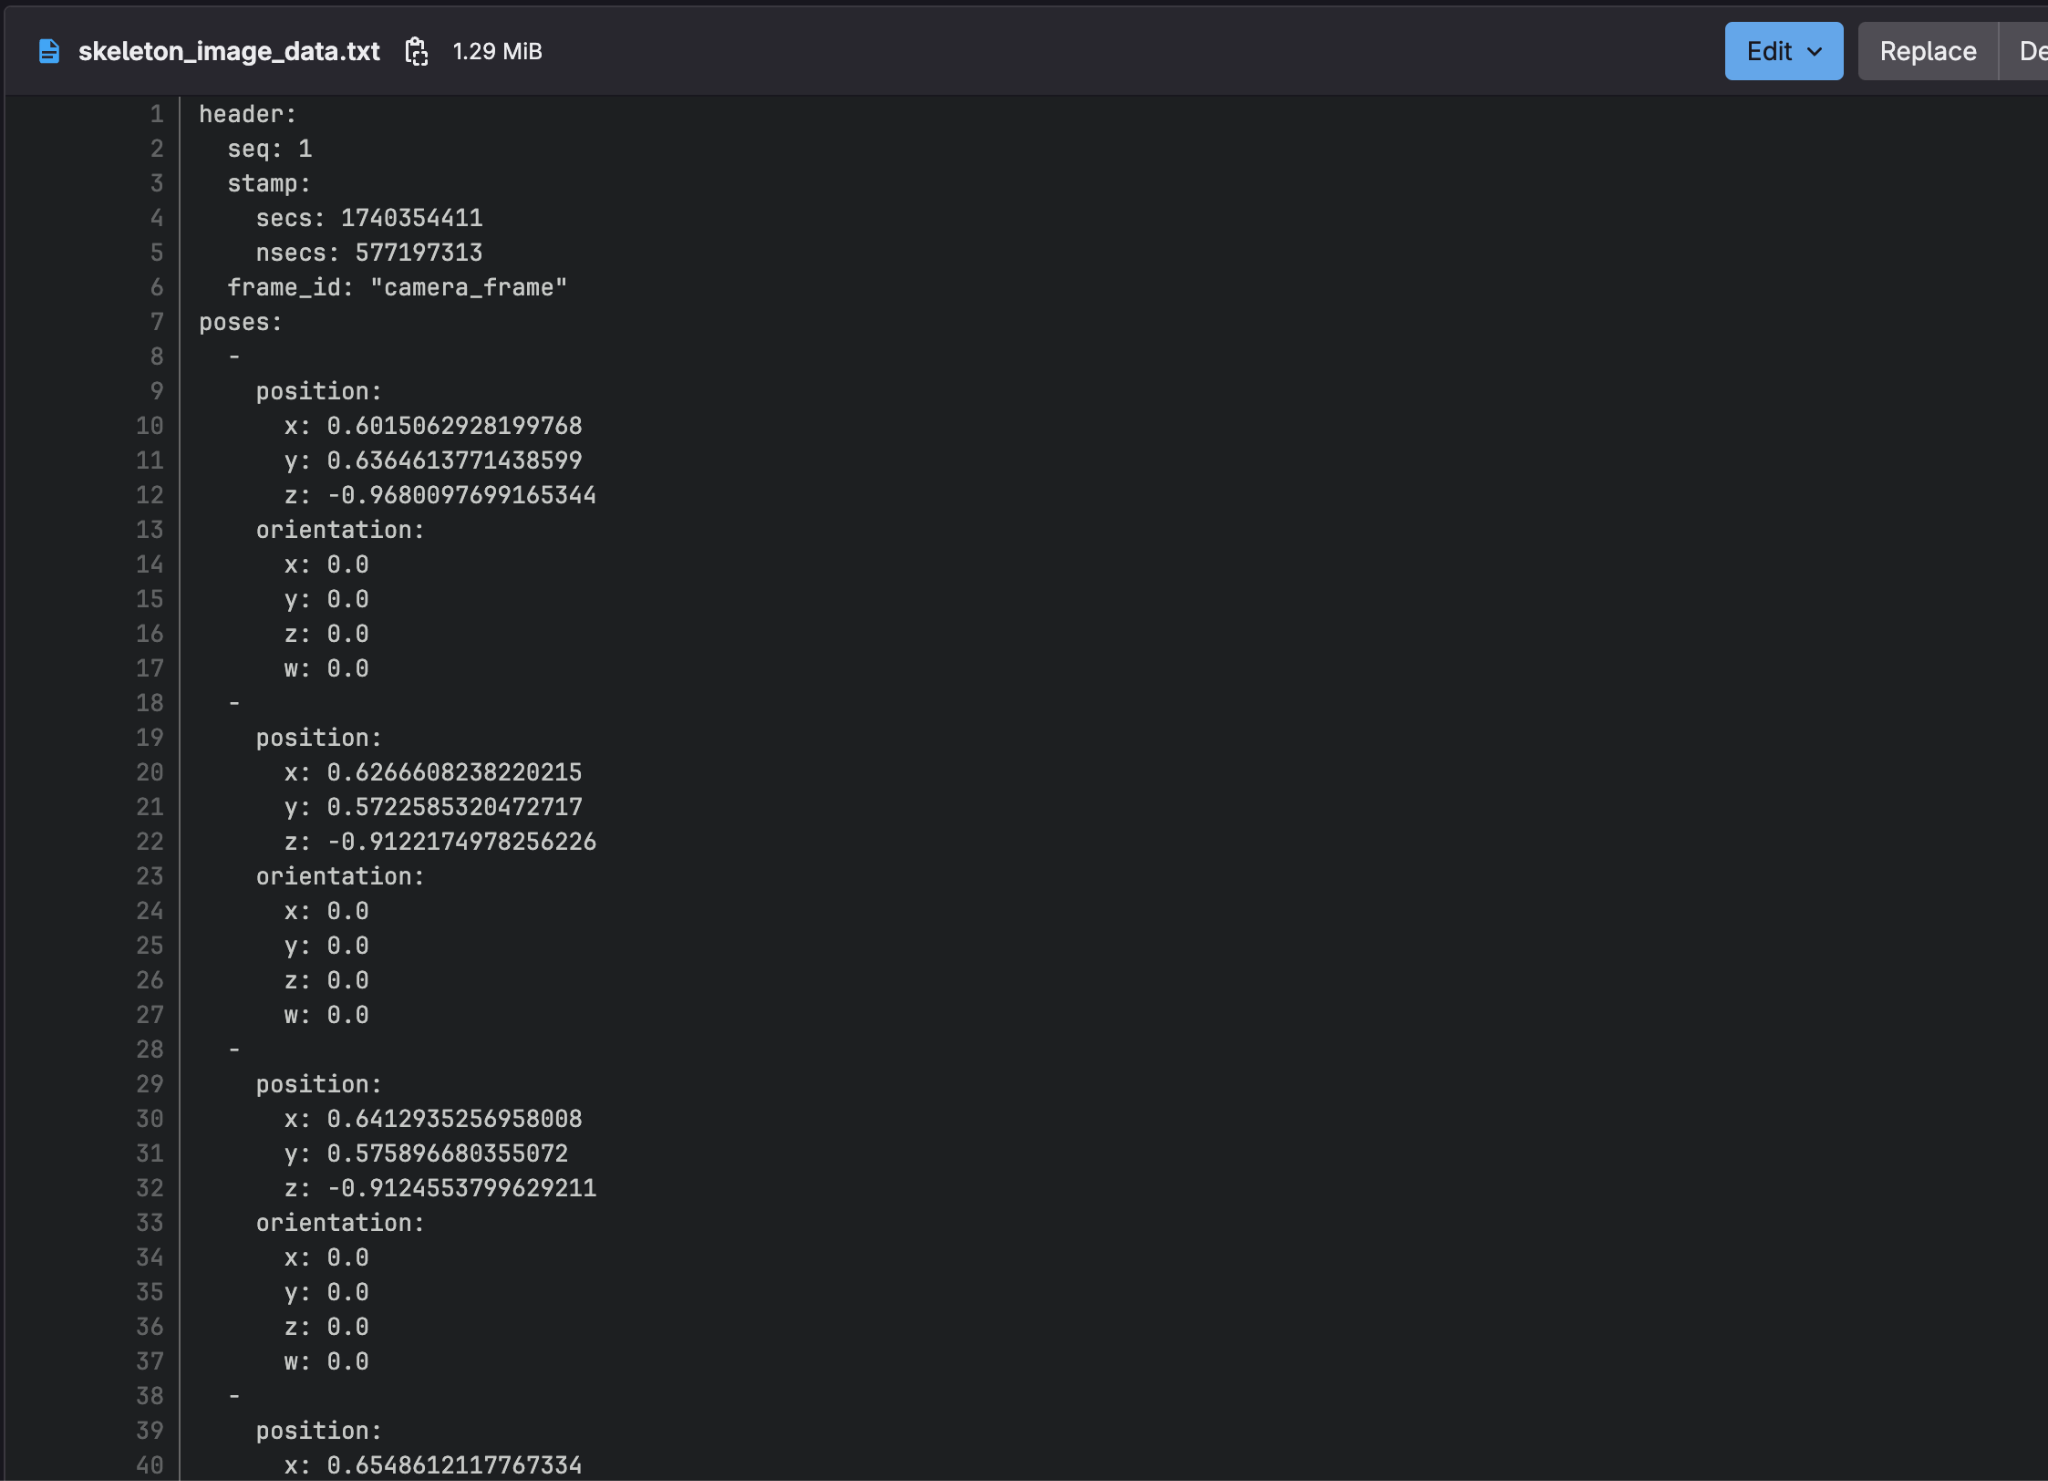 skeleton_image_data.txt 1.29 MiB Edit Replace De
1 header:
2   seq: 1
3   stamp:
4     secs: 1740354411
5     nsecs: 577197313
6   frame_id: "camera_frame"
7 poses:
8   -
9     position:
10       x: 0.6015062928199768
11       y: 0.6364613771438599
12       z: -0.9680097699165344
13     orientation:
14       x: 0.0
15       y: 0.0
16       z: 0.0
17       w: 0.0
18   -
19     position:
20       x: 0.6266608238220215
21       y: 0.5722585320472717
22       z: -0.9122174978256226
23     orientation:
24       x: 0.0
25       y: 0.0
26       z: 0.0
27       w: 0.0
28   -
29     position:
30       x: 0.6412935256958008
31       y: 0.575896680355072
32       z: -0.9124553799629211
33     orientation:
34       x: 0.0
35       y: 0.0
36       z: 0.0
37       w: 0.0
38   -
39     position:
40       x: 0.6548612117767334